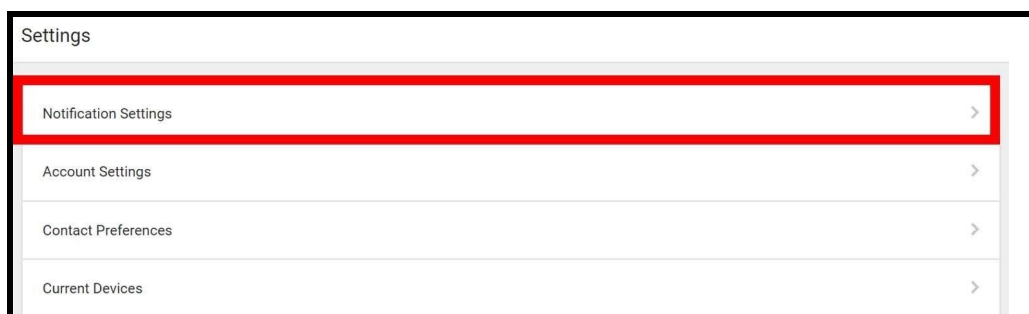 Settings
Notification Settings
Account Settings
Contact Preferences
Current Devices